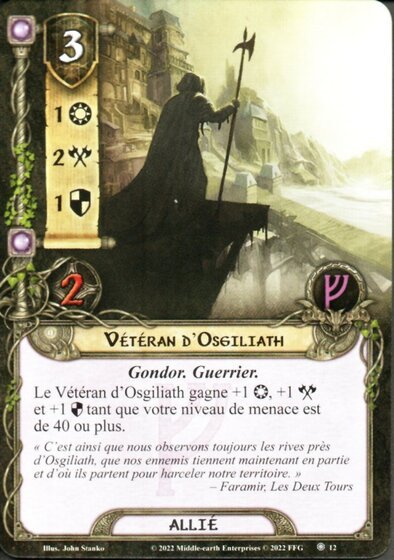 3
1
2
1
2
Vétéran d'Osgiliath
Gondor. Guerrier.
Le Vétéran d'Osgiliath gagne +1 , +1
et +1 tant que votre niveau de menace est
de 40 ou plus.
« C'est ainsi que nous observons toujours les rives près
d'Osgiliath, que nos ennemis tiennent maintenant en partie
et d'où ils partent pour harceler notre territoire. »
– Faramir, Les Deux Tours
ALLIÉ
Illus. John Stanko © 2022 Middle-earth Enterprises © 2022 FFG 12